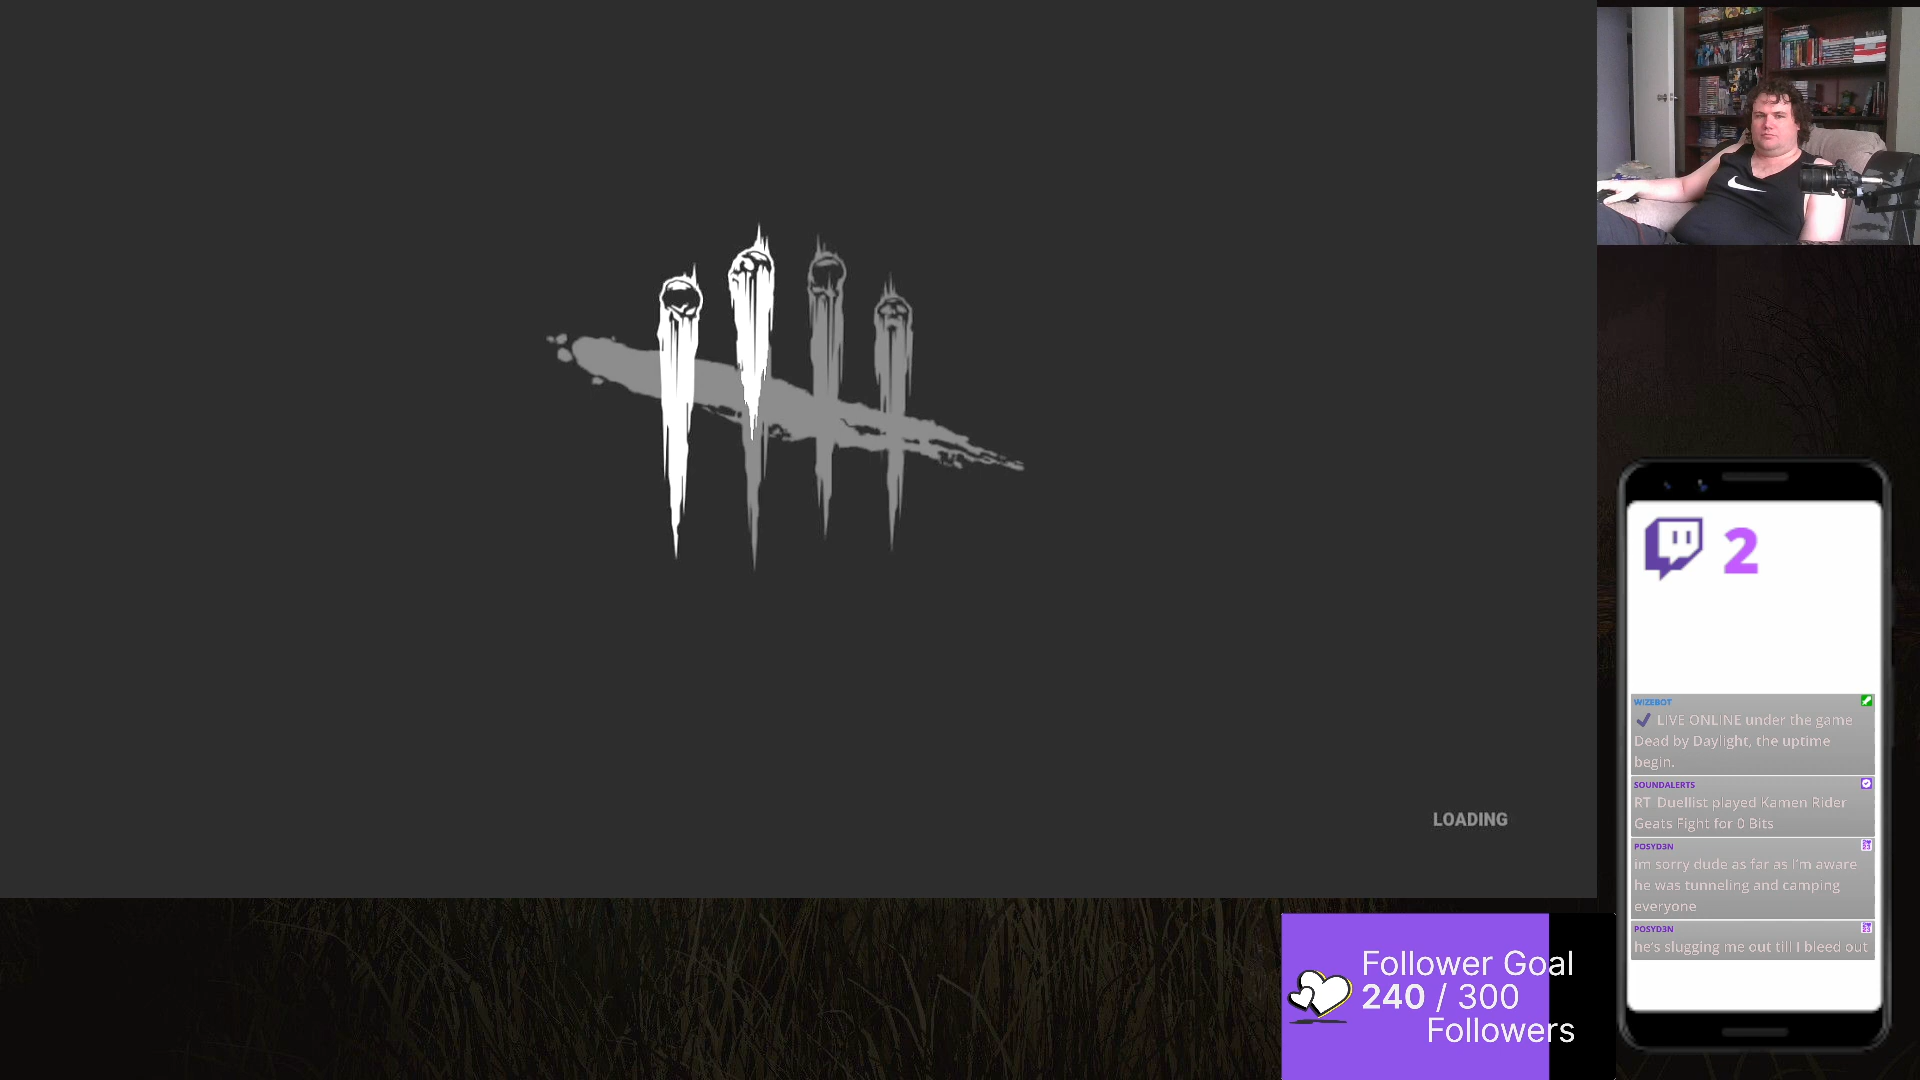 LOADING
2
WIZEBOT
LIVE ONLINE under the game
Dead by Daylight, the uptime
begin.
SOUNDALERTS
RT_Duellist played Kamen Rider
Geats Fight for 0 Bits
POSYD3N
im sorry dude as far as I'm aware
he was tunneling and camping
everyone
POSYD3N
he's slugging me out till I bleed out
Follower Goal
240 / 300
Followers